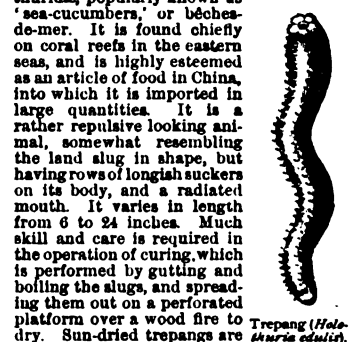 'sea-cucumbers,' or bêches-
de-mer. It is found chiefly
on coral reefs in the eastern
seas, and is highly esteemed
as an article of food in China,
into which it is imported in
large quantities. It is a
rather repulsive looking ani-
mal, somewhat resembling
the land slug in shape, but
having rows of longish suckers
on its body, and a radiated
mouth. It varies in length
from 6 to 24 inches. Much
skill and care is required in
the operation of curing, which
is performed by gutting and
boiling the slugs, and spread-
ing them out on a perforated
platform over a wood fire to
dry. Sun-dried trepangs are
Trepang (Holo-
thuria edulis).